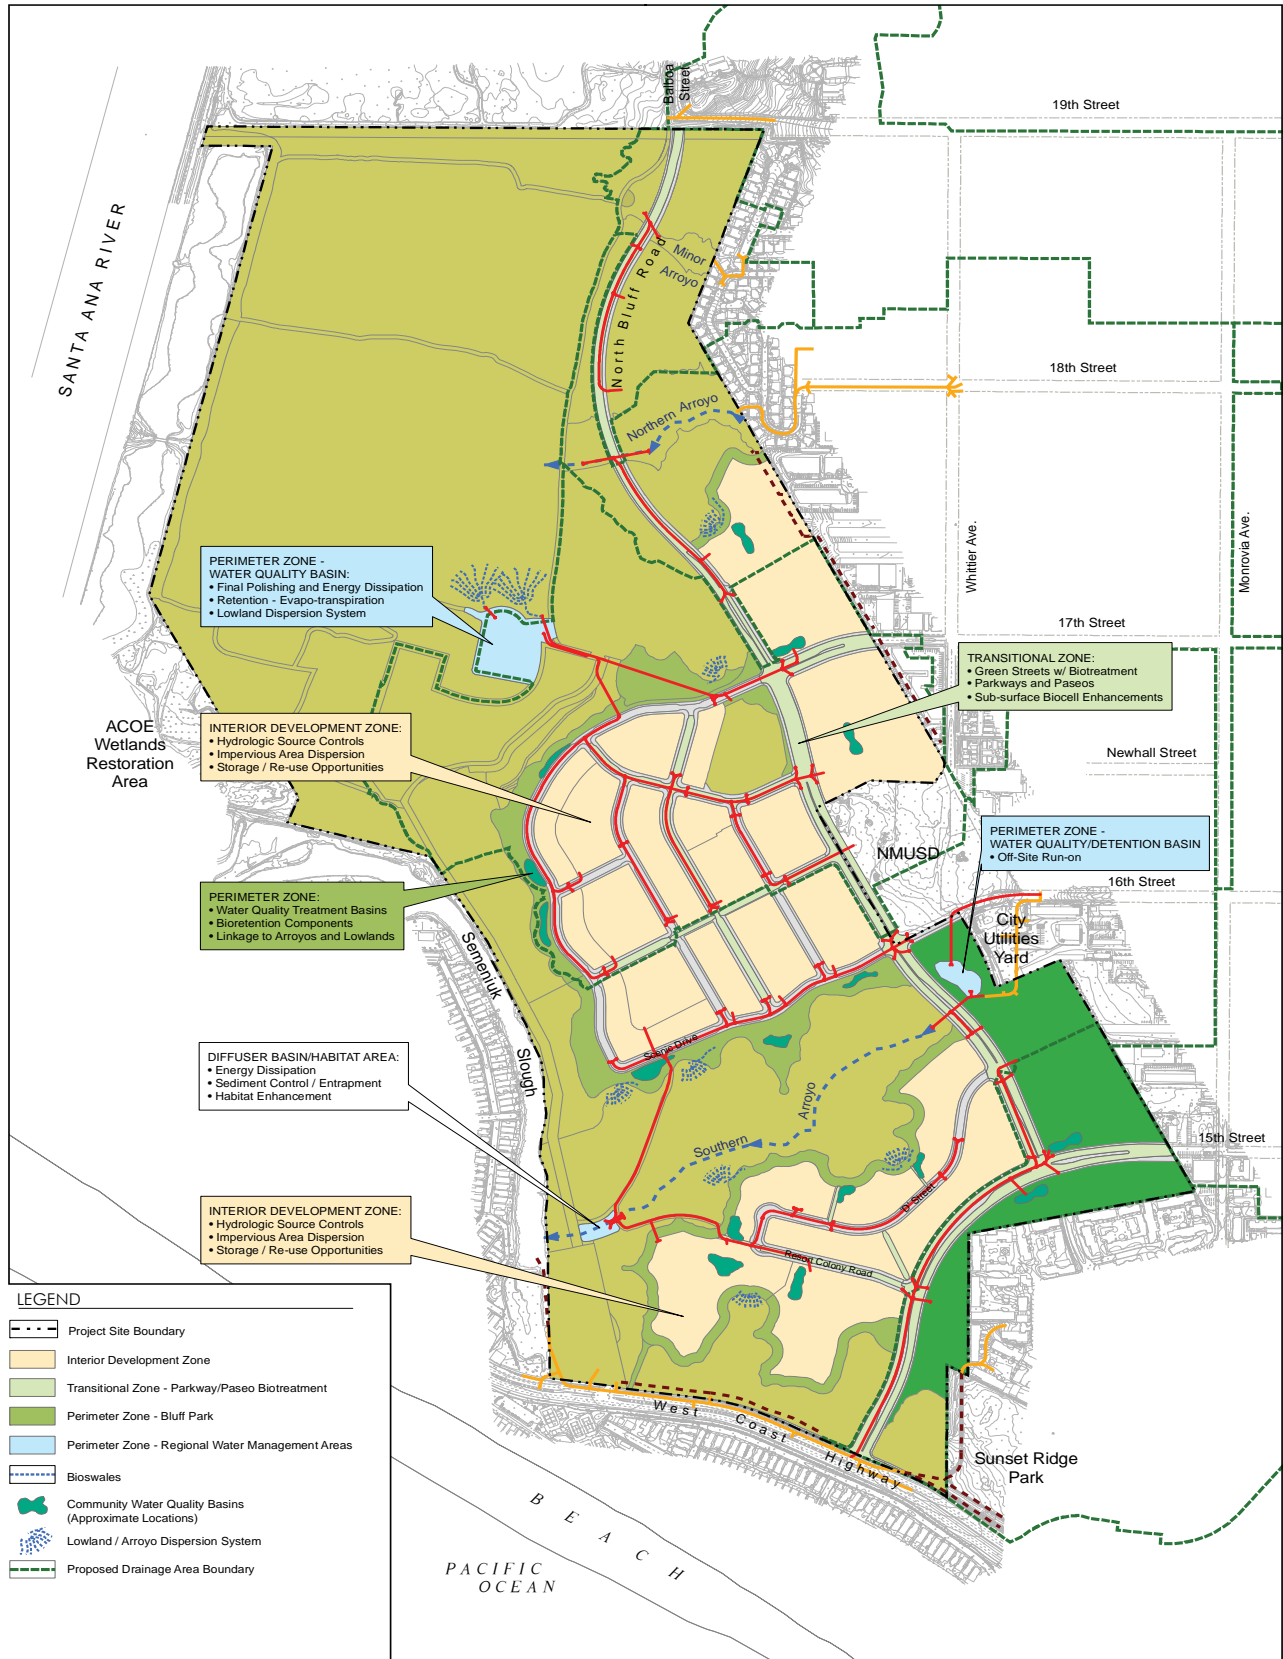 Balboa
Street
19th Street
SANTA ANA RIVER
North Bluff Road
Minor
Arroyo
18th Street
Northern Arroyo
Whittier Ave.
Monrovia Ave.
PERIMETER ZONE -
WATER QUALITY BASIN:
• Final Polishing and Energy Dissipation
• Retention - Evapo-transpiration
• Lowland Dispersion System
17th Street
TRANSITIONAL ZONE:
• Green Streets w/ Biotreatment
• Parkways and Paseos
• Sub-surface Biocell Enhancements
ACOE
Wetlands
Restoration
Area
INTERIOR DEVELOPMENT ZONE:
• Hydrologic Source Controls
• Impervious Area Dispersion
• Storage / Re-use Opportunities
Newhall Street
PERIMETER ZONE -
WATER QUALITY/DETENTION BASIN
• Off-Site Run-on
NMUSD
16th Street
PERIMETER ZONE:
• Water Quality Treatment Basins
• Bioretention Components
• Linkage to Arroyos and Lowlands
City
Utilities
Yard
Semeniuk
Slough
Scenic Drive
DIFFUSER BASIN/HABITAT AREA:
• Energy Dissipation
• Sediment Control / Entrapment
• Habitat Enhancement
Southern
Arroyo
15th Street
D Street
INTERIOR DEVELOPMENT ZONE:
• Hydrologic Source Controls
• Impervious Area Dispersion
• Storage / Re-use Opportunities
Resort Colony Road
West Coast Highway
Sunset Ridge
Park
BEACH
PACIFIC
OCEAN
LEGEND
Project Site Boundary
Interior Development Zone
Transitional Zone - Parkway/Paseo Biotreatment
Perimeter Zone - Bluff Park
Perimeter Zone - Regional Water Management Areas
Bioswales
Community Water Quality Basins
(Approximate Locations)
Lowland / Arroyo Dispersion System
Proposed Drainage Area Boundary